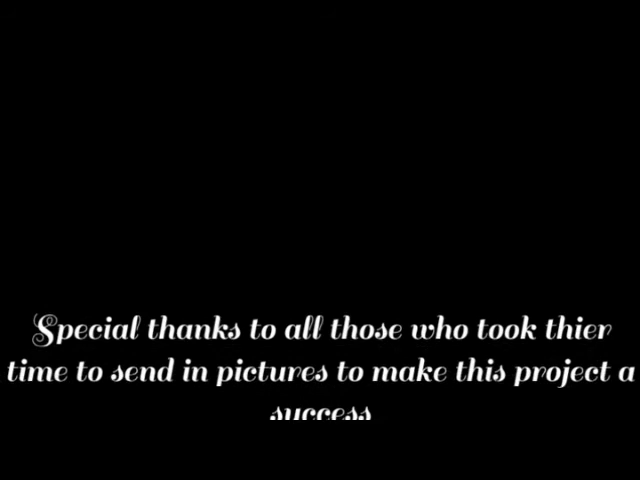 Special thanks to all those who took thier
time to send in pictures to make this project a
success